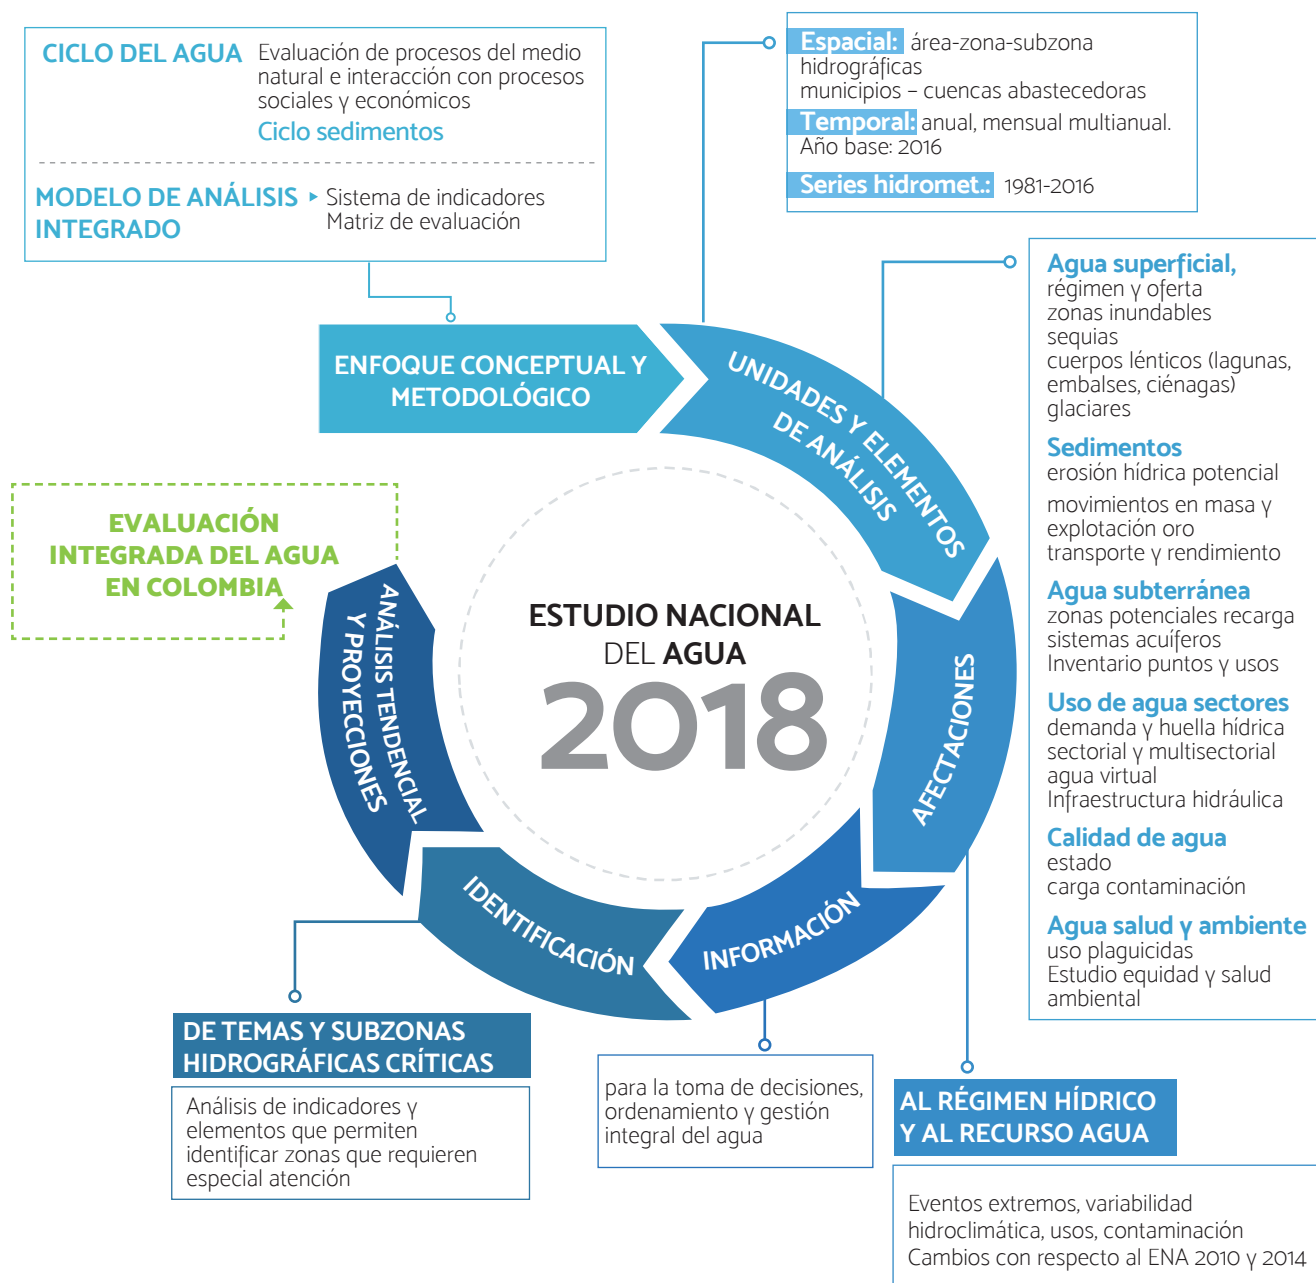 CICLO DEL AGUA
Evaluación de procesos del medio
natural e interacción con procesos
sociales y económicos
Ciclo sedimentos
MODELO DE ANÁLISIS
INTEGRADO
Sistema de indicadores
Matriz de evaluación
Espacial: área-zona-subzona
hidrográficas
municipios – cuencas abastecedoras
Temporal: anual, mensual multianual.
Año base: 2016
Series hidromet.: 1981-2016
ENFOQUE CONCEPTUAL Y
METODOLÓGICO
UNIDADES Y ELEMENTOS
DE ANÁLISIS
Agua superficial,
régimen y oferta
zonas inundables
sequias
cuerpos lénticos (lagunas,
embalses, ciénagas)
glaciares
Sedimentos
erosión hídrica potencial
movimientos en masa y
explotación oro
transporte y rendimiento
Agua subterránea
zonas potenciales recarga
sistemas acuíferos
Inventario puntos y usos
Uso de agua sectores
demanda y huella hídrica
sectorial y multisectorial
agua virtual
Infraestructura hidráulica
Calidad de agua
estado
carga contaminación
Agua salud y ambiente
uso plaguicidas
Estudio equidad y salud
ambiental
EVALUACIÓN
INTEGRADA DEL AGUA
EN COLOMBIA
ESTUDIO NACIONAL
DEL AGUA
2018
AFECTACIONES
AL RÉGIMEN HÍDRICO
Y AL RECURSO AGUA
Eventos extremos, variabilidad
hidroclimática, usos, contaminación
Cambios con respecto al ENA 2010 y 2014
INFORMACIÓN
para la toma de decisiones,
ordenamiento y gestión
integral del agua
IDENTIFICACIÓN
DE TEMAS Y SUBZONAS
HIDROGRÁFICAS CRÍTICAS
Análisis de indicadores y
elementos que permiten
identificar zonas que requieren
especial atención
ANÁLISIS TENDENCIAL
Y PROYECCIONES